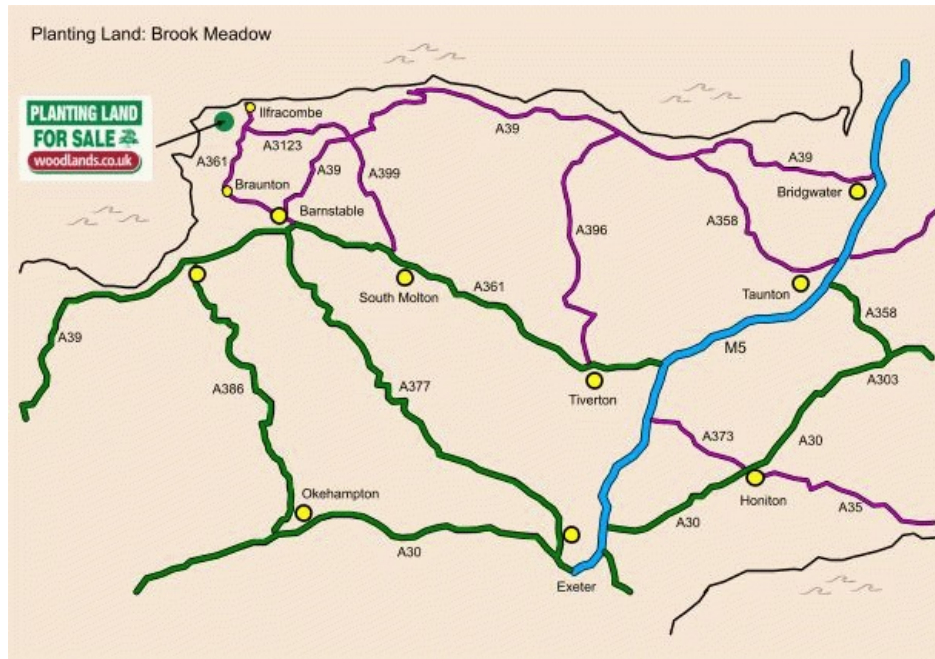 Planting Land: Brook Meadow
PLANTING LAND
FOR SALE
woodlands.co.uk
Ilfracombe
A361
A3123
A39
A399
A39
A39
Braunton
Barnstable
Bridgwater
A358
A396
South Molton
A361
Taunton
A358
A39
M5
A386
A377
Tiverton
A303
A373
A30
Okehampton
Honiton
A35
A30
A30
Exeter